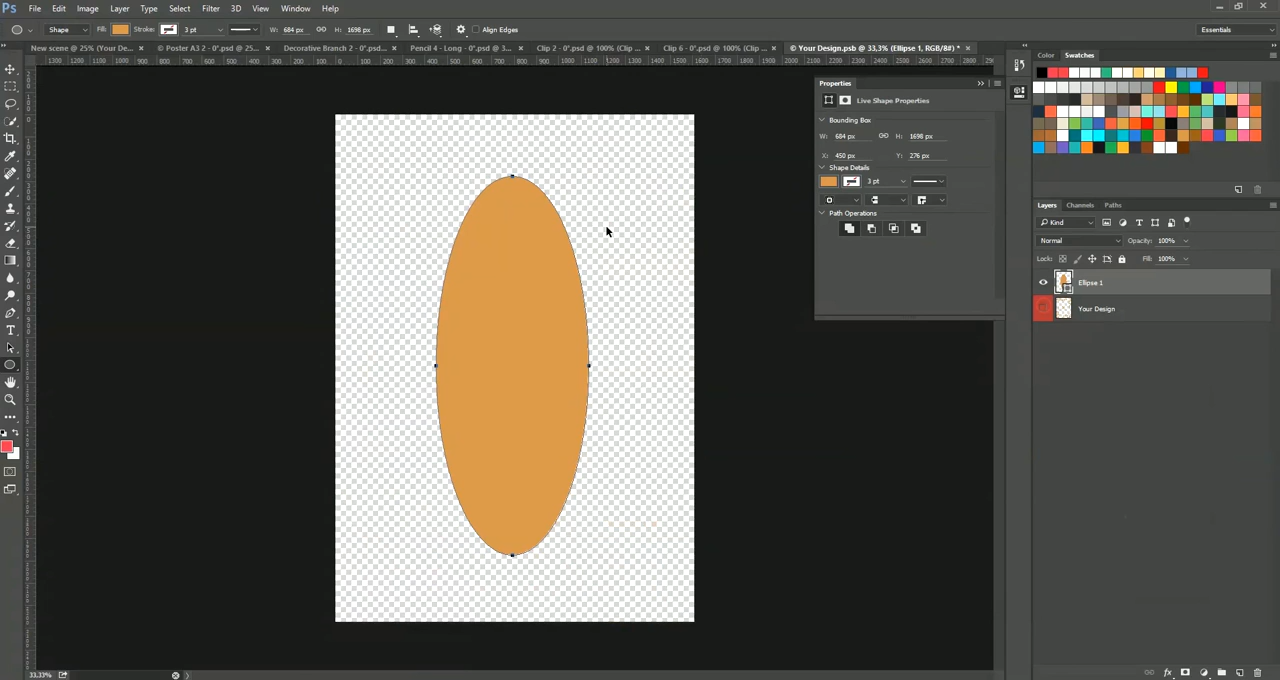 Ps File Edit Image Layer Type Select Filter 3D View Window Help
Shape Fill: Stroke: 3 pt W: 684 px H: 1698 px Align Edges Essentials
New scene @ 25% (Your De... × © Poster A3 2 - 0°.psd @ 25%... × Decorative Branch 2 - 0°.psd... × Pencil 4 - Long - 0°.psd @ 3... × Clip 2 - 0°.psd @ 100% (Clip ... × Clip 6 - 0°.psd @ 100% (Clip ... × © Your Design.psb @ 33,3% (Ellipse 1, RGB/8#) * ×
Properties
Live Shape Properties
Bounding Box
W: 684 px H: 1698 px
X: 450 px Y: 276 px
Shape Details
3 pt
Path Operations
Color Swatches
Layers Channels Paths
Kind
Normal Opacity: 100%
Lock: Fill: 100%
Ellipse 1
Your Design
33,33%